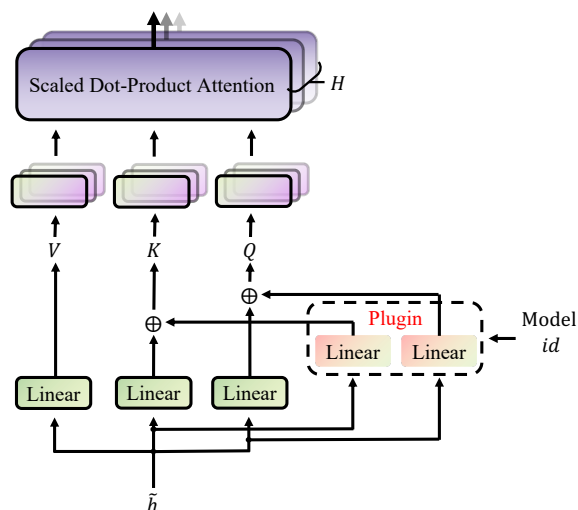 Scaled Dot-Product Attention
H
V
K
Q
Plugin
Linear
Linear
Model
id
Linear
Linear
Linear
h̃